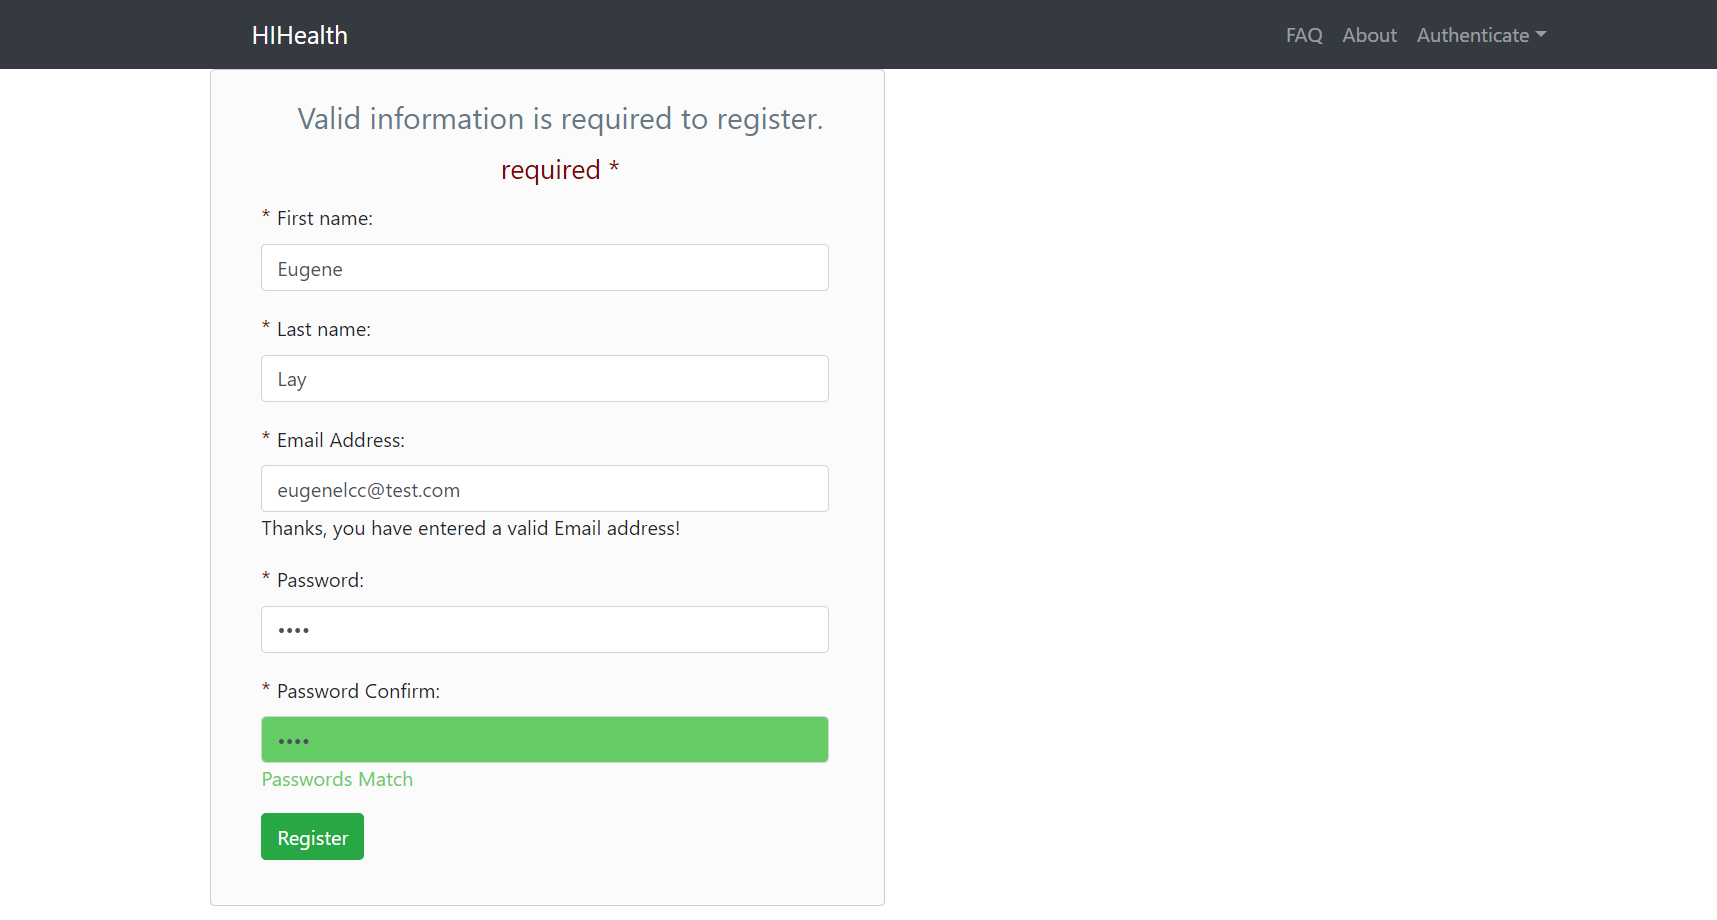 HIHealth
FAQ About Authenticate
Valid information is required to register.
required *
* First name:
Eugene
* Last name:
Lay
* Email Address:
eugenelcc@test.com
Thanks, you have entered a valid Email address!
* Password:
••••
* Password Confirm:
••••
Passwords Match
Register